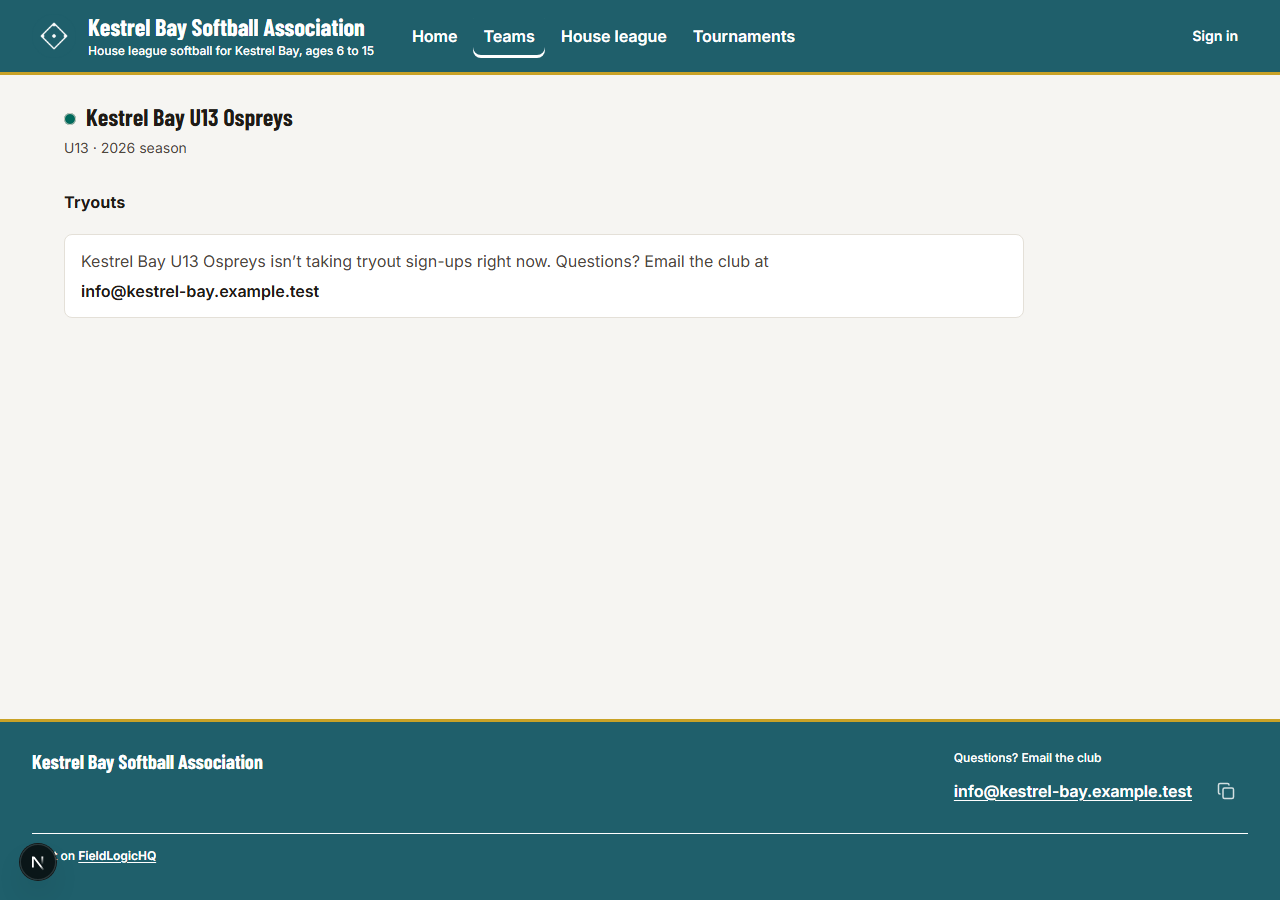 Kestrel Bay Softball Association
House league softball for Kestrel Bay, ages 6 to 15
Home
Teams
House league
Tournaments
Sign in
Kestrel Bay U13 Ospreys
U13 · 2026 season
Tryouts
Kestrel Bay U13 Ospreys isn’t taking tryout sign-ups right now. Questions? Email the club at
info@kestrel-bay.example.test
Kestrel Bay Softball Association
Questions? Email the club
info@kestrel-bay.example.test
on FieldLogicHQ
N